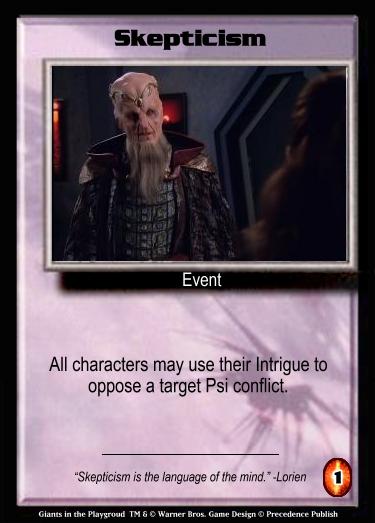 Skepticism
Event
All characters may use their Intrigue to
oppose a target Psi conflict.
"Skepticism is the language of the mind." -Lorien
1
Giants in the Playgroud TM & © Warner Bros. Game Design © Precedence Publish